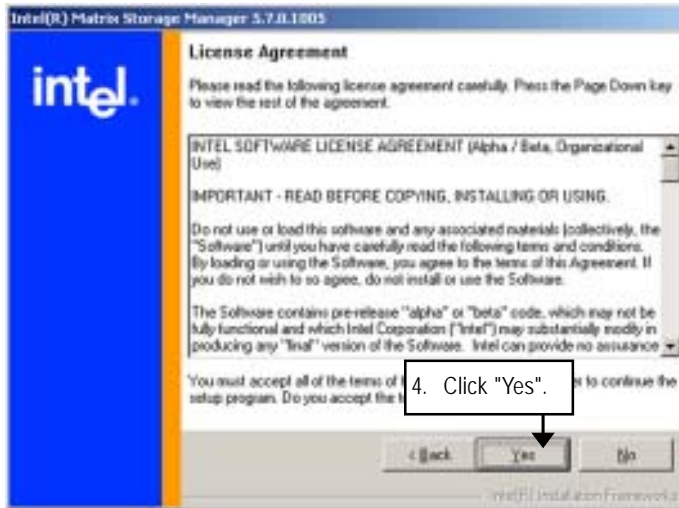 Intel(R) Matrix Storage Manager 5.7.0.1005
intel.
License Agreement
Please read the following license agreement carefully. Press the Page Down key
to view the rest of the agreement.
INTEL SOFTWARE LICENSE AGREEMENT (Alpha / Beta, Organizational
Use)
IMPORTANT - READ BEFORE COPYING, INSTALLING OR USING.
Do not use or load this software and any associated materials (collectively, the
"Software") until you have carefully read the following terms and conditions.
By loading or using the Software, you agree to the terms of this Agreement. If
you do not wish to so agree, do not install or use the Software.
The Software contains pre-release "alpha" or "beta" code, which may not be
fully functional and which Intel Corporation ("Intel") may substantially modify in
producing any "final" version of the Software. Intel can provide no assurance
You must accept all of the terms of to continue the
setup program. Do you accept the
4. Click "Yes".
< Back
Yes
No
Intel(R) Installation Framework